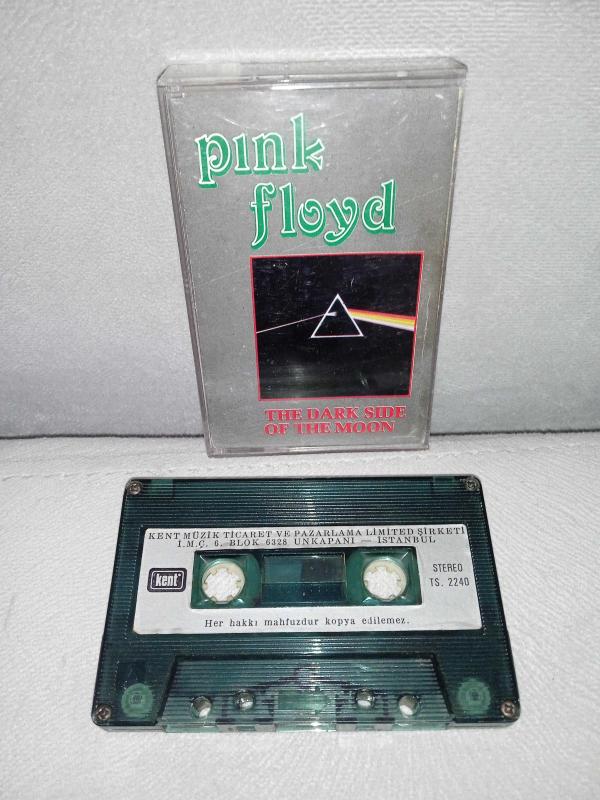 pink
floyd
THE DARK SIDE
OF THE MOON
KENT MÜZİK TİCARET VE PAZARLAMA LİMİTED ŞİRKETİ
İ.M.Ç. 6. BLOK 6328 UNKAPANI — İSTANBUL
kent
STEREO
TS. 2240
Her hakkı mahfuzdur kopya edilemez.